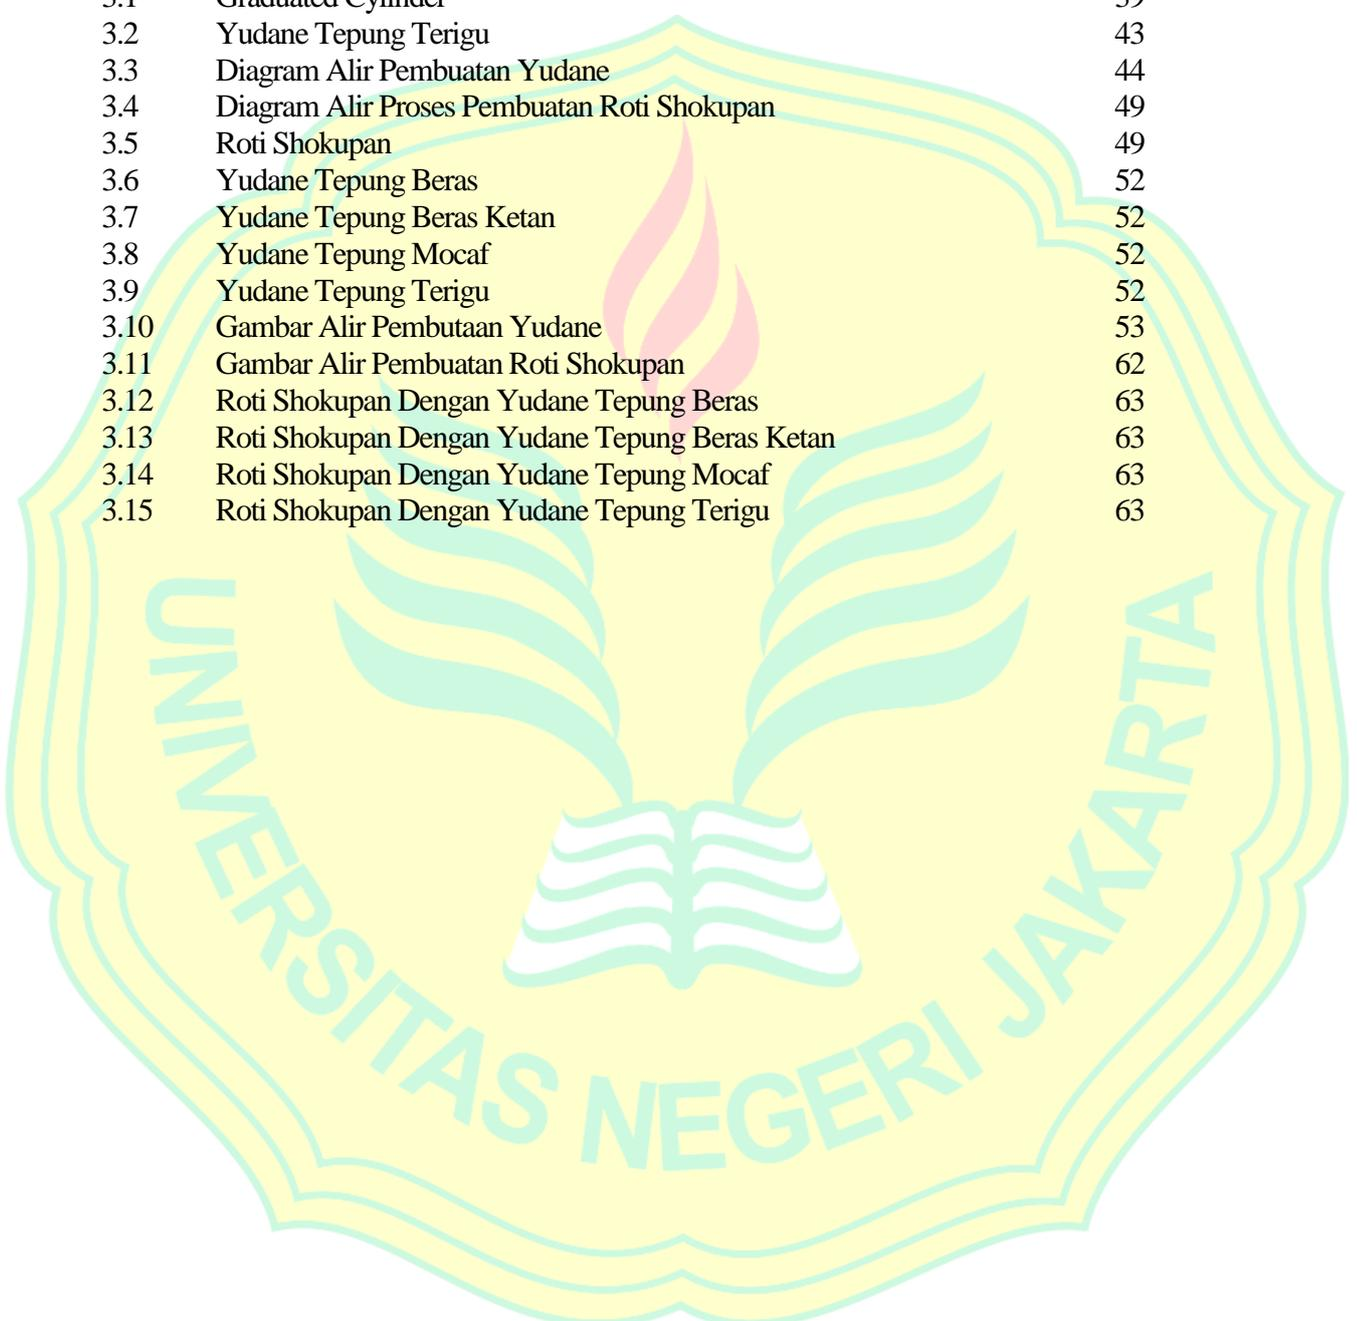 3.1 Graduated Cylinder 39
3.2 Yudane Tepung Terigu 43
3.3 Diagram Alir Pembuatan Yudane 44
3.4 Diagram Alir Proses Pembuatan Roti Shokupan 49
3.5 Roti Shokupan 49
3.6 Yudane Tepung Beras 52
3.7 Yudane Tepung Beras Ketan 52
3.8 Yudane Tepung Mocaf 52
3.9 Yudane Tepung Terigu 52
3.10 Gambar Alir Pembutaan Yudane 53
3.11 Gambar Alir Pembuatan Roti Shokupan 62
3.12 Roti Shokupan Dengan Yudane Tepung Beras 63
3.13 Roti Shokupan Dengan Yudane Tepung Beras Ketan 63
3.14 Roti Shokupan Dengan Yudane Tepung Mocaf 63
3.15 Roti Shokupan Dengan Yudane Tepung Terigu 63
UNIVERSITAS NEGERI JAKARTA